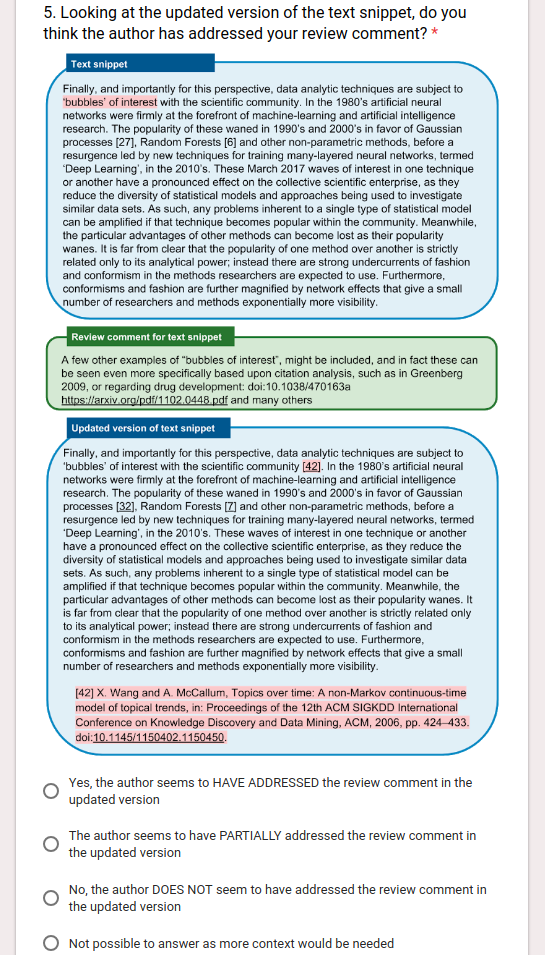 5. Looking at the updated version of the text snippet, do you
think the author has addressed your review comment? *
Text snippet
Finally, and importantly for this perspective, data analytic techniques are subject to
'bubbles' of interest with the scientific community. In the 1980's artificial neural
networks were firmly at the forefront of machine-learning and artificial intelligence
research. The popularity of these waned in 1990's and 2000's in favor of Gaussian
processes [27], Random Forests [6] and other non-parametric methods, before a
resurgence led by new techniques for training many-layered neural networks, termed
'Deep Learning', in the 2010's. These March 2017 waves of interest in one technique
or another have a pronounced effect on the collective scientific enterprise, as they
reduce the diversity of statistical models and approaches being used to investigate
similar data sets. As such, any problems inherent to a single type of statistical model
can be amplified if that technique becomes popular within the community. Meanwhile,
the particular advantages of other methods can become lost as their popularity
wanes. It is far from clear that the popularity of one method over another is strictly
related only to its analytical power; instead there are strong undercurrents of fashion
and conformism in the methods researchers are expected to use. Furthermore,
conformisms and fashion are further magnified by network effects that give a small
number of researchers and methods exponentially more visibility.
Review comment for text snippet
A few other examples of "bubbles of interest", might be included, and in fact these can
be seen even more specifically based upon citation analysis, such as in Greenberg
2009, or regarding drug development: doi:10.1038/470163a
https://arxiv.org/pdf/1102.0448.pdf and many others
Updated version of text snippet
Finally, and importantly for this perspective, data analytic techniques are subject to
'bubbles' of interest with the scientific community [42]. In the 1980's artificial neural
networks were firmly at the forefront of machine-learning and artificial intelligence
research. The popularity of these waned in 1990's and 2000's in favor of Gaussian
processes [32], Random Forests [7] and other non-parametric methods, before a
resurgence led by new techniques for training many-layered neural networks, termed
'Deep Learning', in the 2010's. These waves of interest in one technique or another
have a pronounced effect on the collective scientific enterprise, as they reduce the
diversity of statistical models and approaches being used to investigate similar data
sets. As such, any problems inherent to a single type of statistical model can be
amplified if that technique becomes popular within the community. Meanwhile, the
particular advantages of other methods can become lost as their popularity wanes. It
is far from clear that the popularity of one method over another is strictly related only
to its analytical power; instead there are strong undercurrents of fashion and
conformism in the methods researchers are expected to use. Furthermore,
conformisms and fashion are further magnified by network effects that give a small
number of researchers and methods exponentially more visibility.
[42] X. Wang and A. McCallum, Topics over time: A non-Markov continuous-time
model of topical trends, in: Proceedings of the 12th ACM SIGKDD International
Conference on Knowledge Discovery and Data Mining, ACM, 2006, pp. 424–433.
doi:10.1145/1150402.1150450.
Yes, the author seems to HAVE ADDRESSED the review comment in the
updated version
The author seems to have PARTIALLY addressed the review comment in
the updated version
No, the author DOES NOT seem to have addressed the review comment in
the updated version
Not possible to answer as more context would be needed